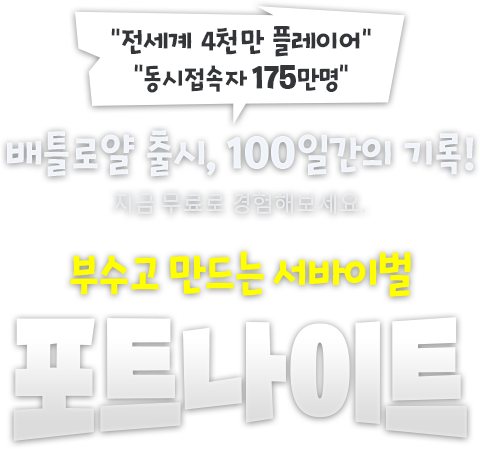 "전세계 4천만 플레이어"
"동시접속자 175만명"
배틀로얄 출시, 100일간의 기록!
지금 무료로 경험해보세요.
부수고 만드는 서바이벌
포트나이트